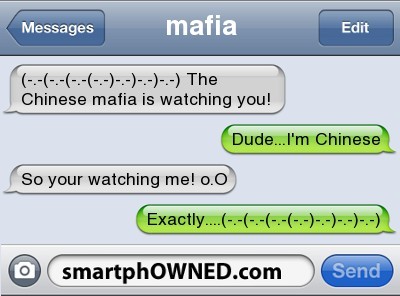 Messages
mafia
Edit
(-.-(-.-(-.-(-.-)-.-)-.-)-.-) The
Chinese mafia is watching you!
Dude...I'm Chinese
So your watching me! o.O
Exactly....(-.-(-.-(-.-(-.-)-.-)-.-)-.-)
smartphOWNED.com
Send